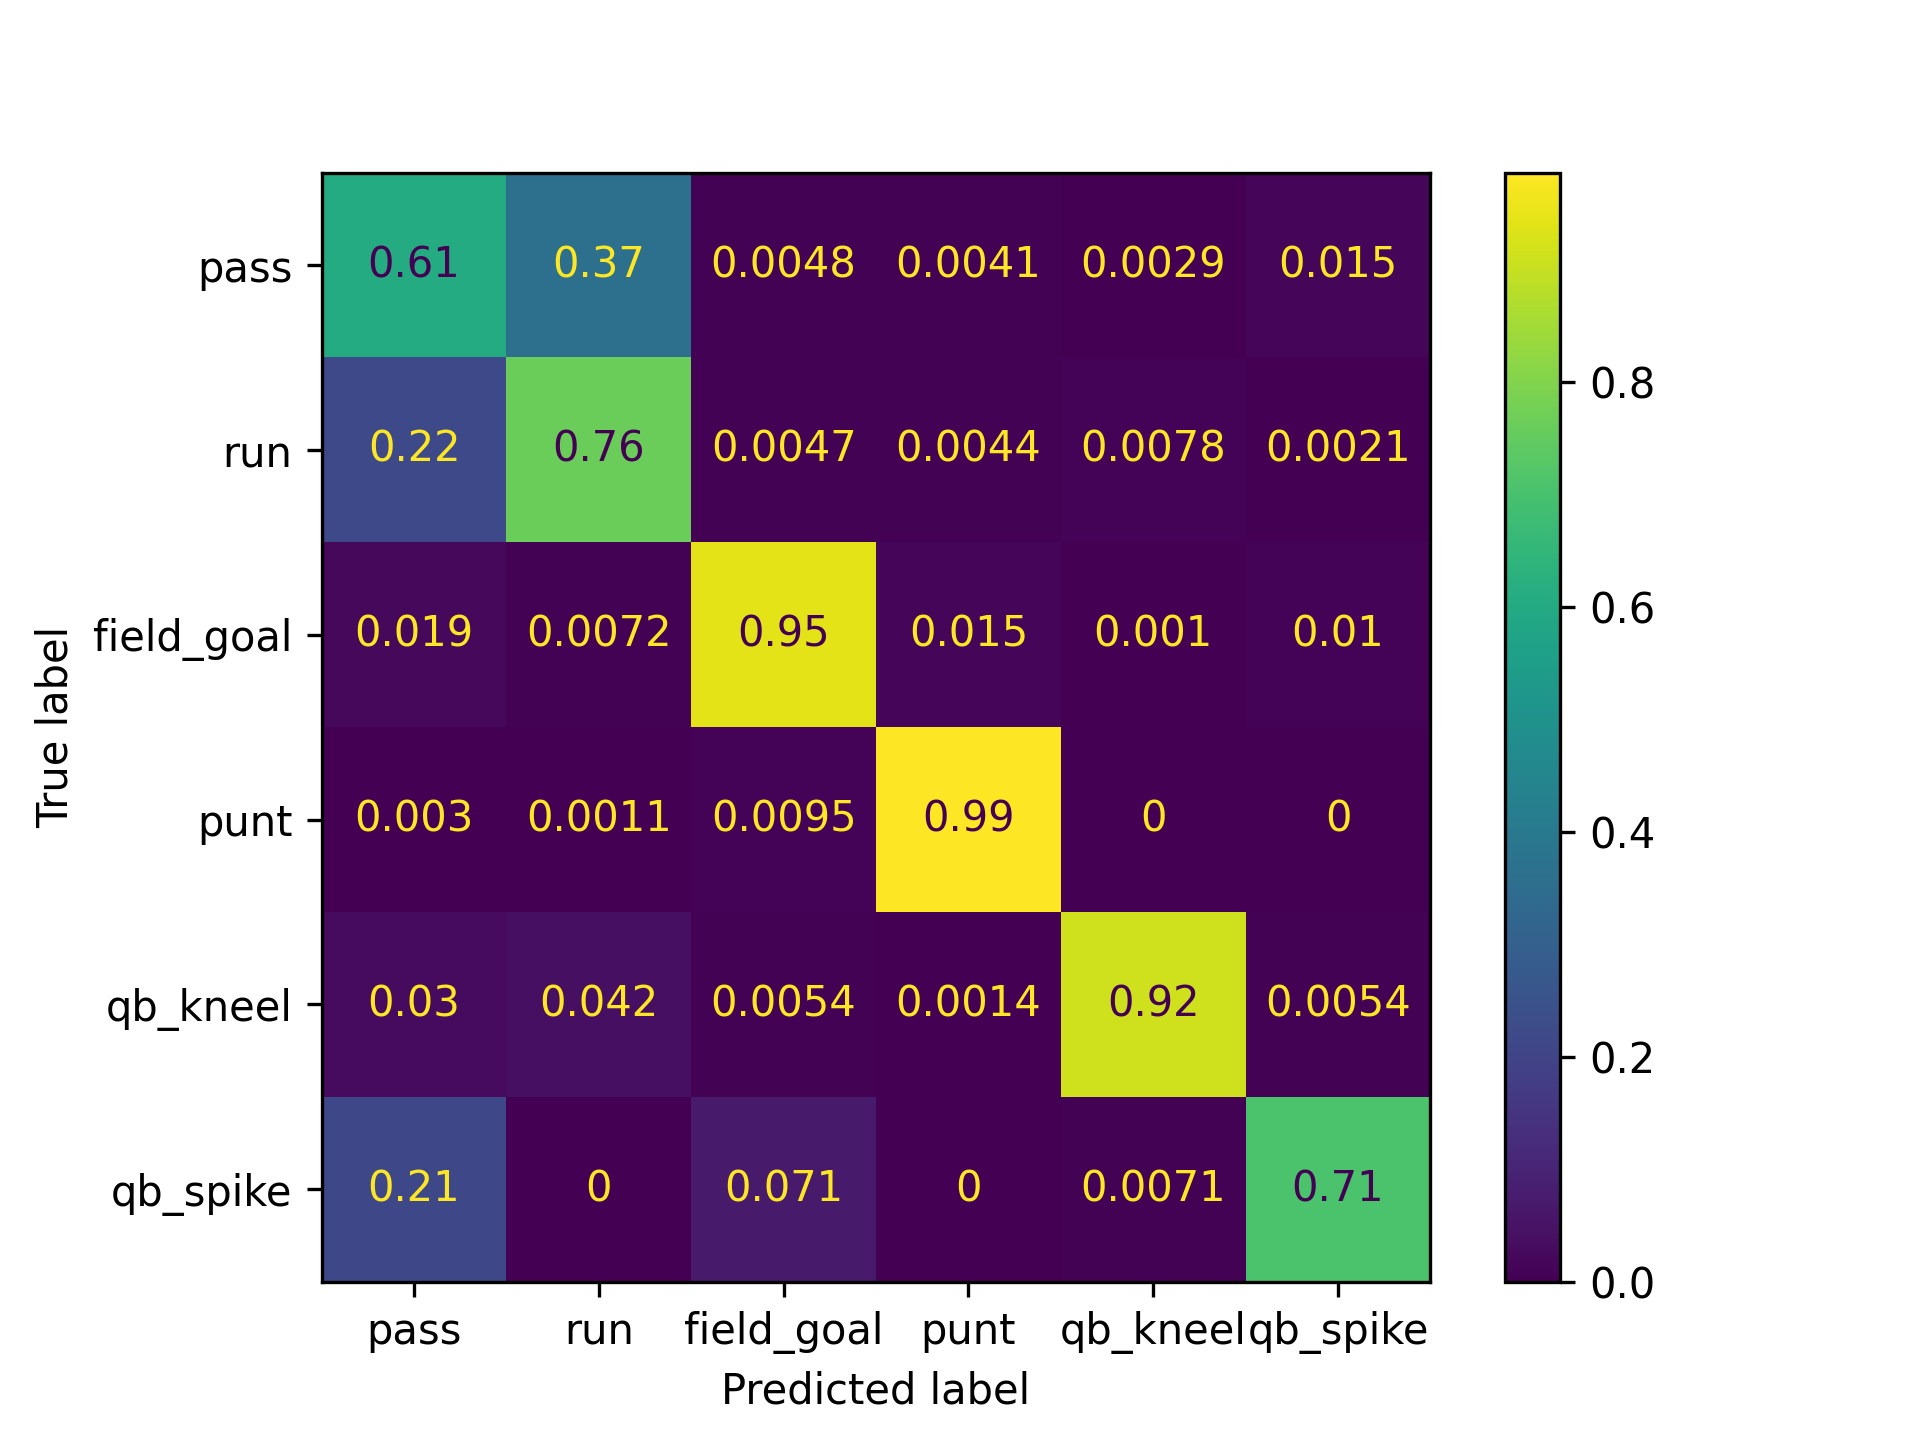 pass 0.61 0.37 0.0048 0.0041 0.0029 0.015
run 0.22 0.76 0.0047 0.0044 0.0078 0.0021
field_goal 0.019 0.0072 0.95 0.015 0.001 0.01
punt 0.003 0.0011 0.0095 0.99 0 0
qb_kneel 0.03 0.042 0.0054 0.0014 0.92 0.0054
qb_spike 0.21 0 0.071 0 0.0071 0.71
pass run field_goal punt qb_kneel qb_spike
Predicted label
True label
0.8
0.6
0.4
0.2
0.0